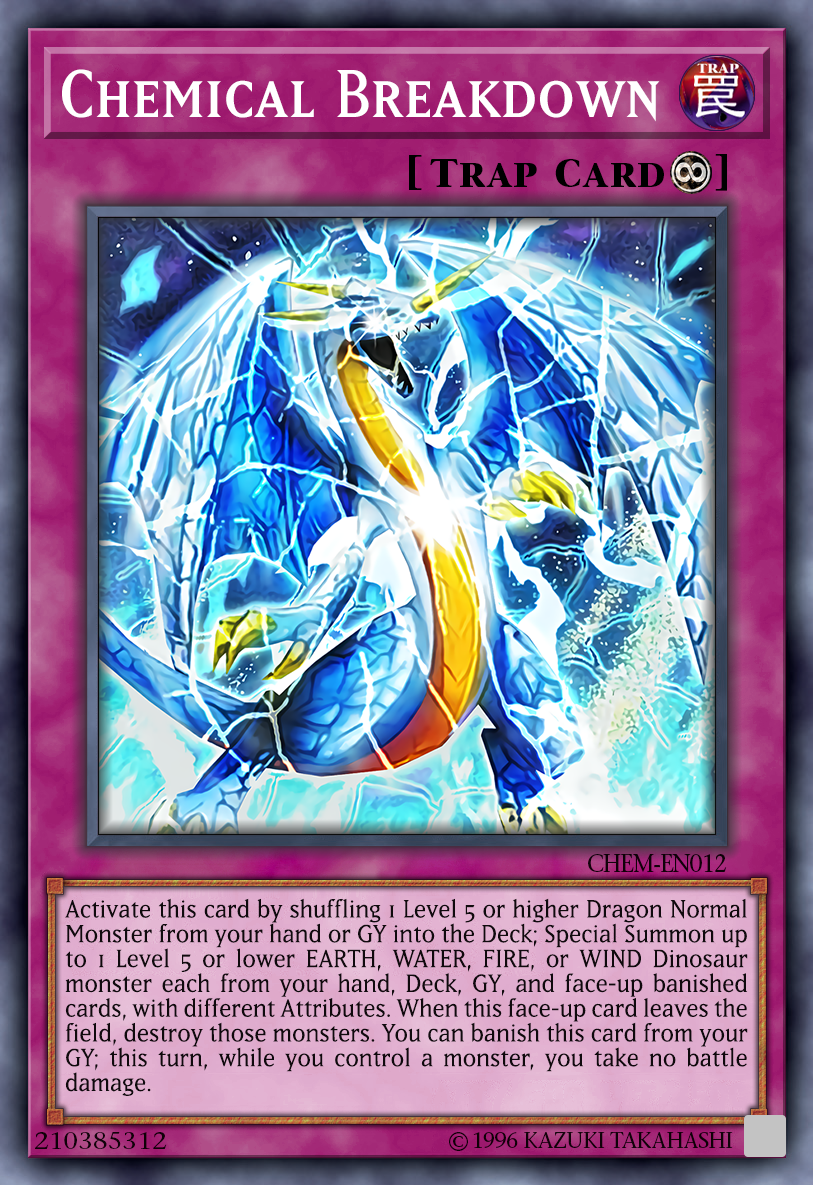 Chemical Breakdown
TRAP
罠
[Trap Card]
CHEM-EN012
Activate this card by shuffling 1 Level 5 or higher Dragon Normal
Monster from your hand or GY into the Deck; Special Summon up
to 1 Level 5 or lower EARTH, WATER, FIRE, or WIND Dinosaur
monster each from your hand, Deck, GY, and face-up banished
cards, with different Attributes. When this face-up card leaves the
field, destroy those monsters. You can banish this card from your
GY; this turn, while you control a monster, you take no battle
damage.
210385312
© 1996 KAZUKI TAKAHASHI